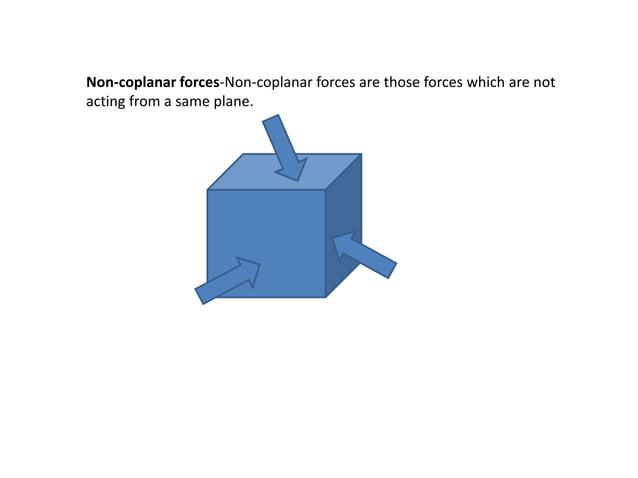 Non-coplanar forces-Non-coplanar forces are those forces which are not
acting from a same plane.